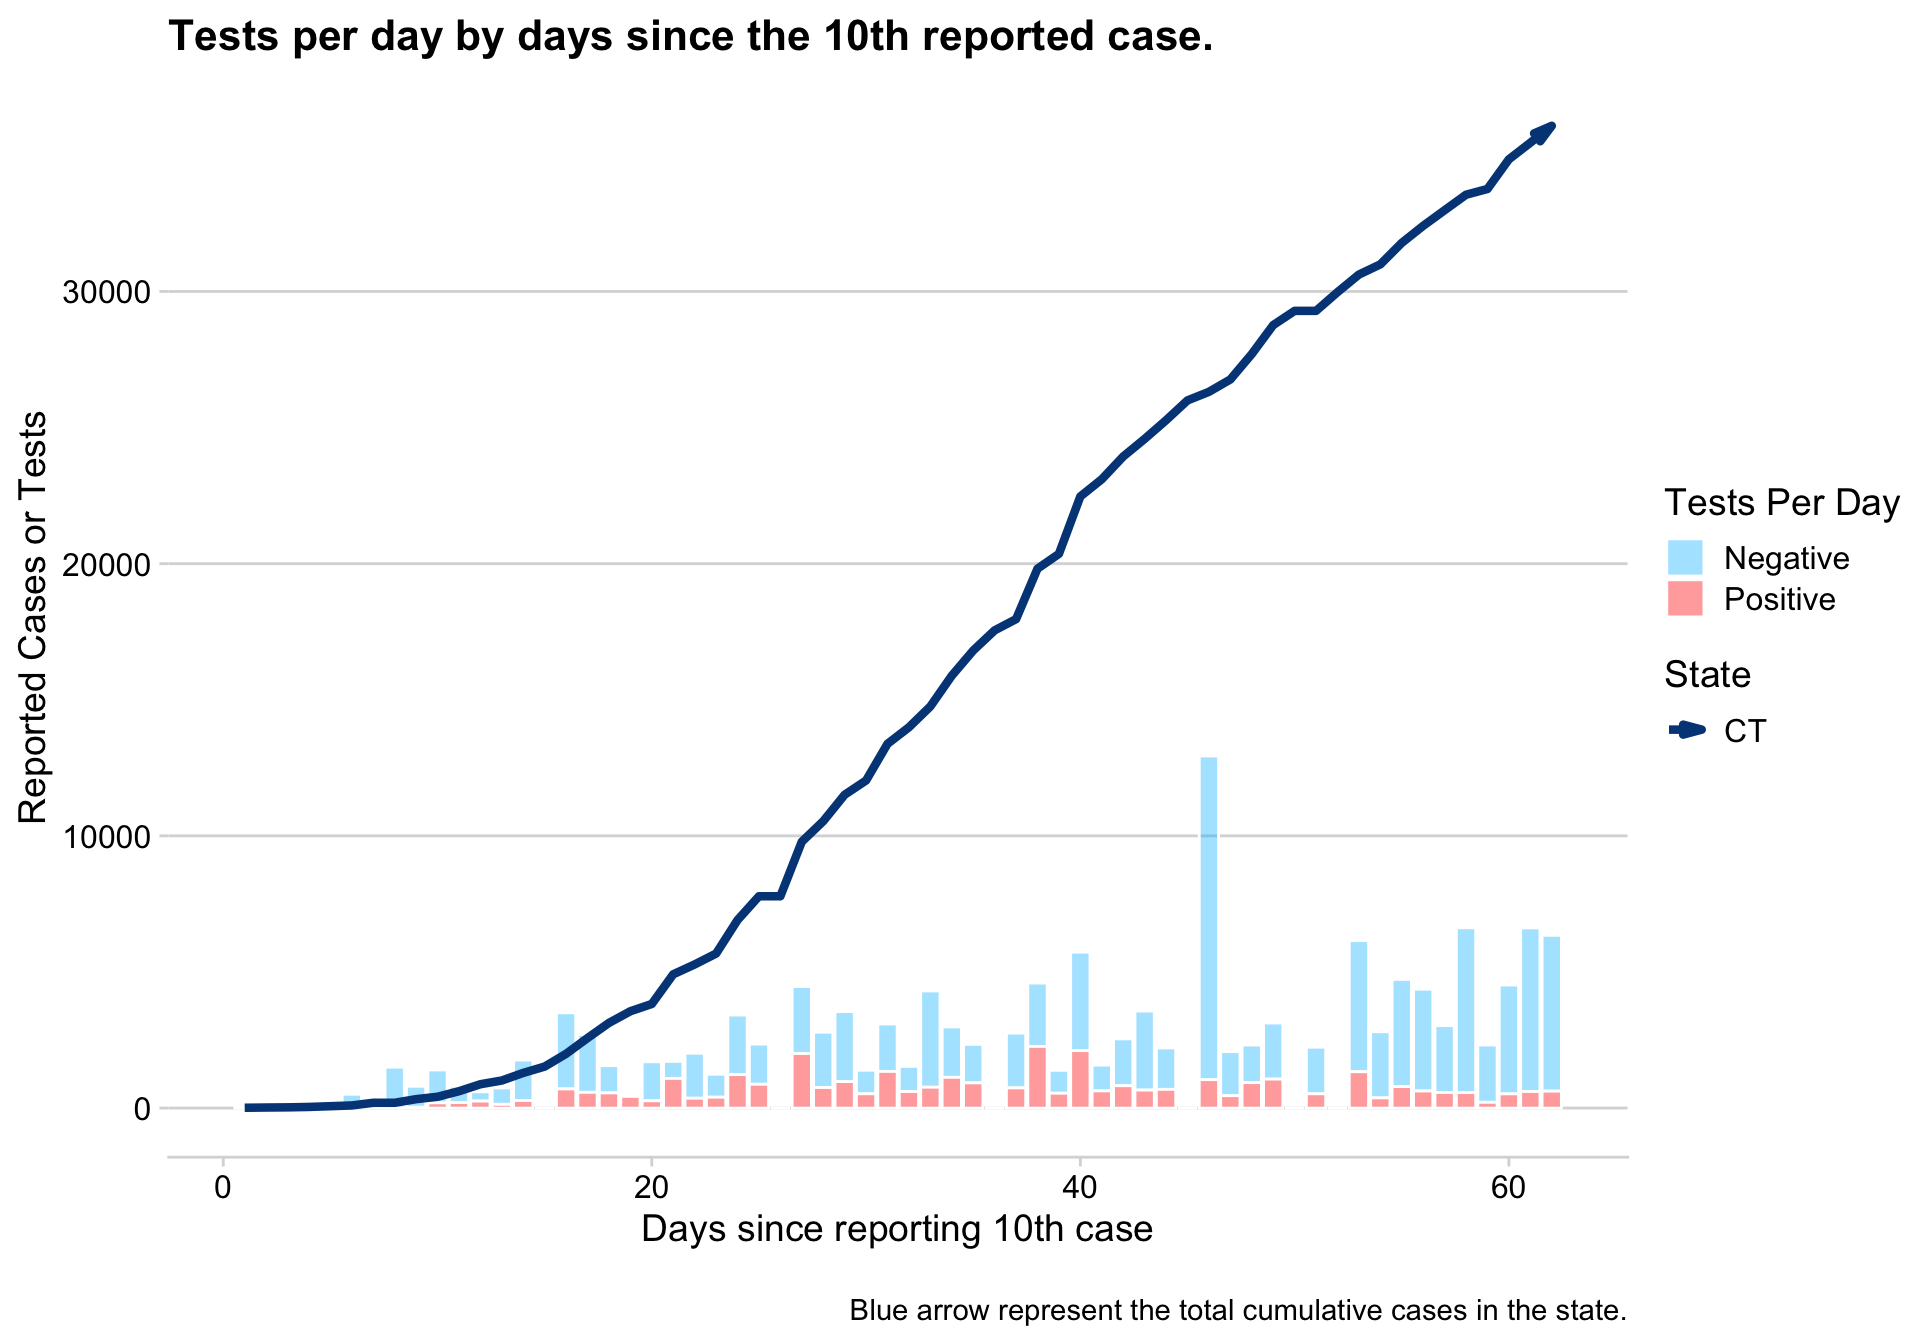 Tests per day by days since the 10th reported case.
Reported Cases or Tests
30000
20000
10000
0
0 20 40 60
Days since reporting 10th case
Tests Per Day
Negative
Positive
State
CT
Blue arrow represent the total cumulative cases in the state.